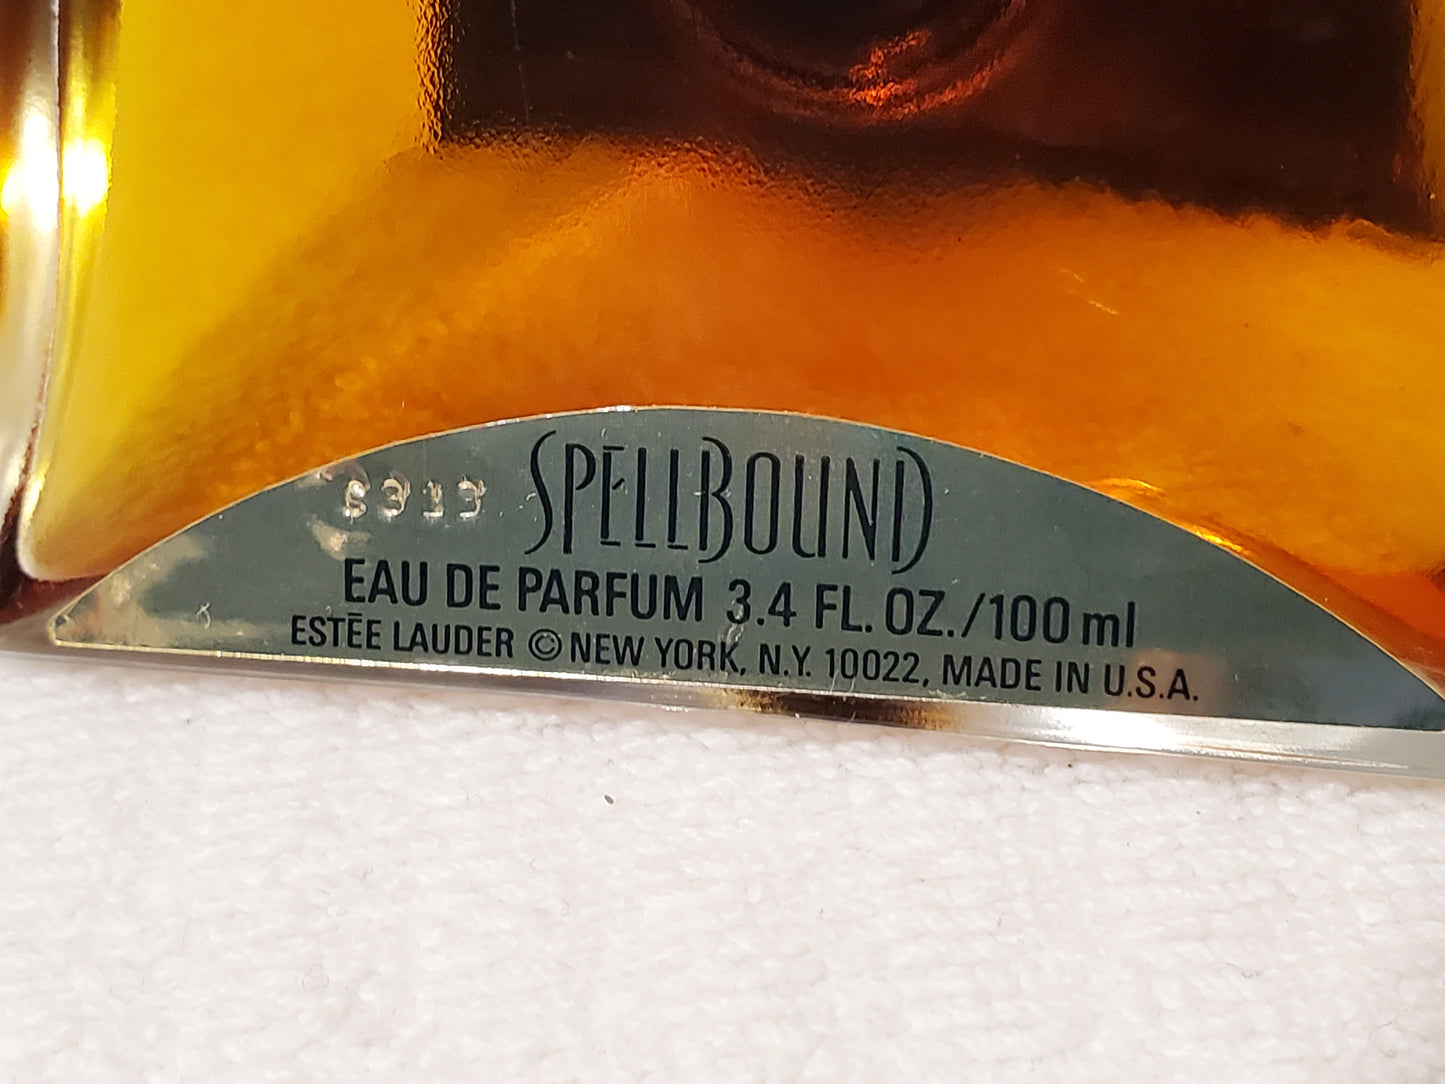 SPELLBOUND
EAU DE PARFUM 3.4 FL. OZ./100 ml
ESTĒE LAUDER © NEW YORK, N.Y. 10022, MADE IN U.S.A.